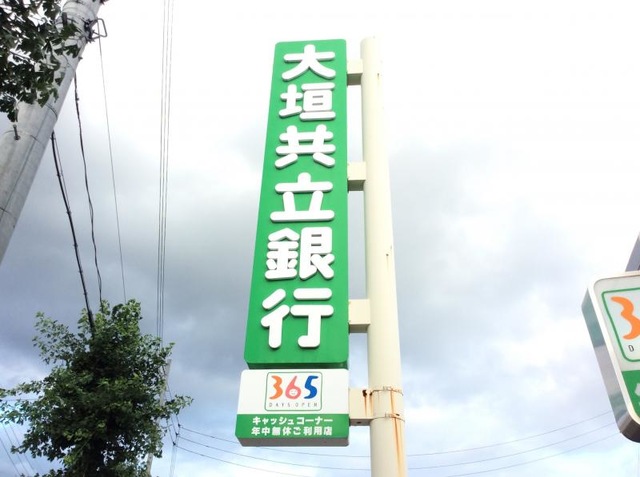 大垣共立銀行
365
DAYS OPEN
キャッシュコーナー
年中無休ご利用店